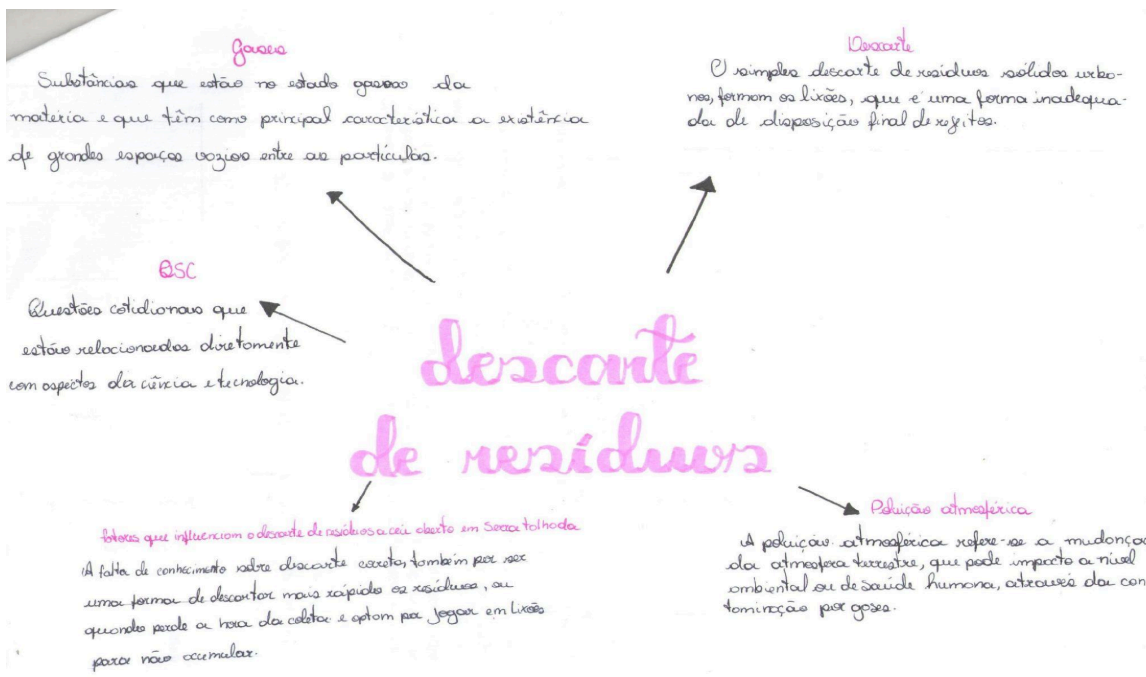 Gases
Substâncias que estão no estado gasoso da
matéria e que têm como principal característica a existência
de grandes espaços vazios entre as partículas.
Descarte
O simples descarte de resíduos sólidos urba-
nos, formam os lixões, que é uma forma inadequa-
da de disposição final de rejeitos.
QSC
Questões cotidianas que
estão relacionadas diretamente
com aspectos da ciência e tecnologia.
descarte
de resíduos
fatores que influenciam o descarte de resíduos a céu aberto em Serra talhada
A falta de conhecimento sobre descarte correto, também por ser
uma forma de descartar mais rápido os resíduos, ou
quando perde a hora da coleta e optam por jogar em lixões
para não acumular.
Poluição atmosférica
A poluição atmosférica refere-se a mudança
da atmosfera terrestre, que pode impacto a nível
ambiental ou de saúde humana, através da con
taminação por gases.